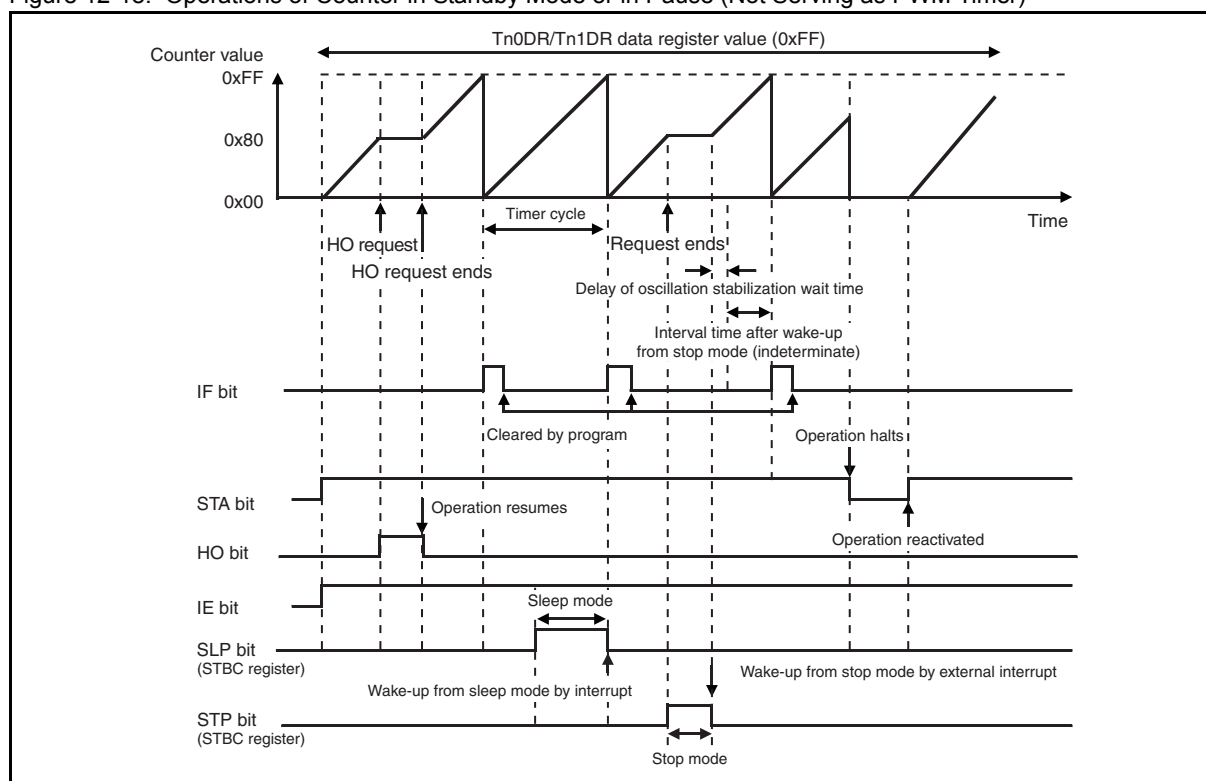 Figure 12-16. Operations of Counter in Standby Mode or in Pause (Not Serving as PWM Timer)
Tn0DR/Tn1DR data register value (0xFF)
Counter value
0xFF
0x80
0x00
Time
Timer cycle
HO request
Request ends
HO request ends
Delay of oscillation stabilization wait time
Interval time after wake-up
from stop mode (indeterminate)
IF bit
Cleared by program
Operation halts
STA bit
Operation resumes
Operation reactivated
HO bit
IE bit
Sleep mode
SLP bit
(STBC register)
Wake-up from sleep mode by interrupt
Wake-up from stop mode by external interrupt
STP bit
(STBC register)
Stop mode